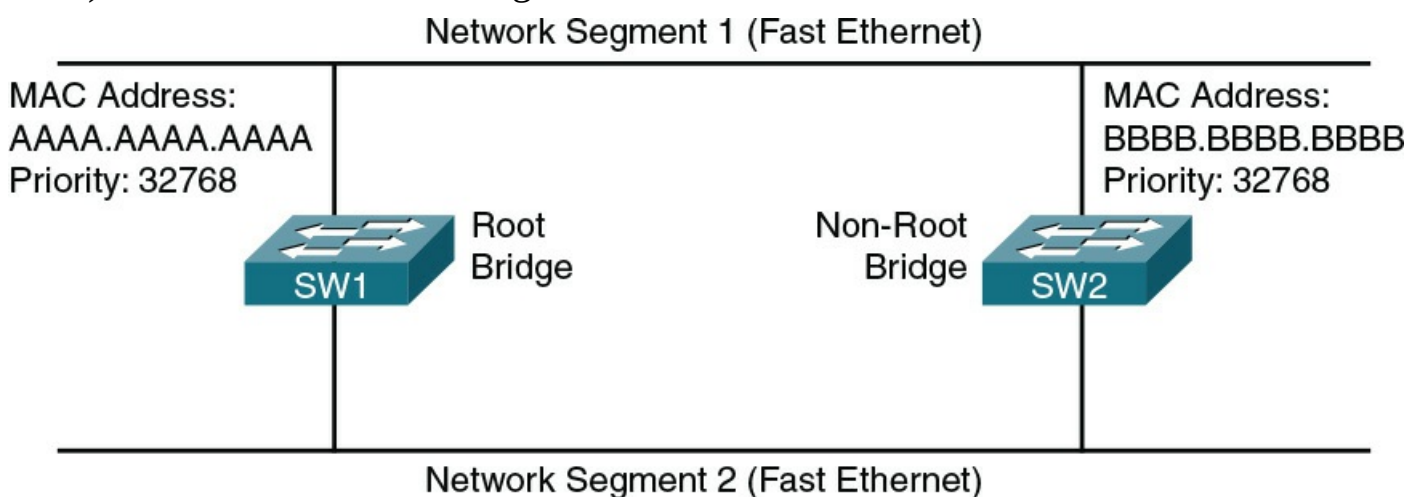 Network Segment 1 (Fast Ethernet)
MAC Address:
AAAA.AAAA.AAAA
Priority: 32768
MAC Address:
BBBB.BBBB.BBBB
Priority: 32768
Root
Bridge
Non-Root
Bridge
SW1
SW2
Network Segment 2 (Fast Ethernet)